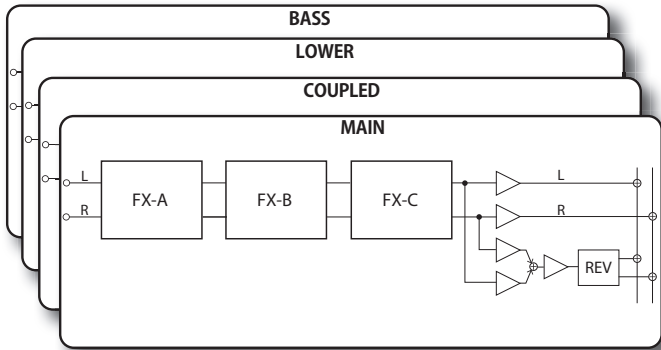 BASS
LOWER
COUPLED
MAIN
L
R
FX-A
FX-B
FX-C
L
R
REV